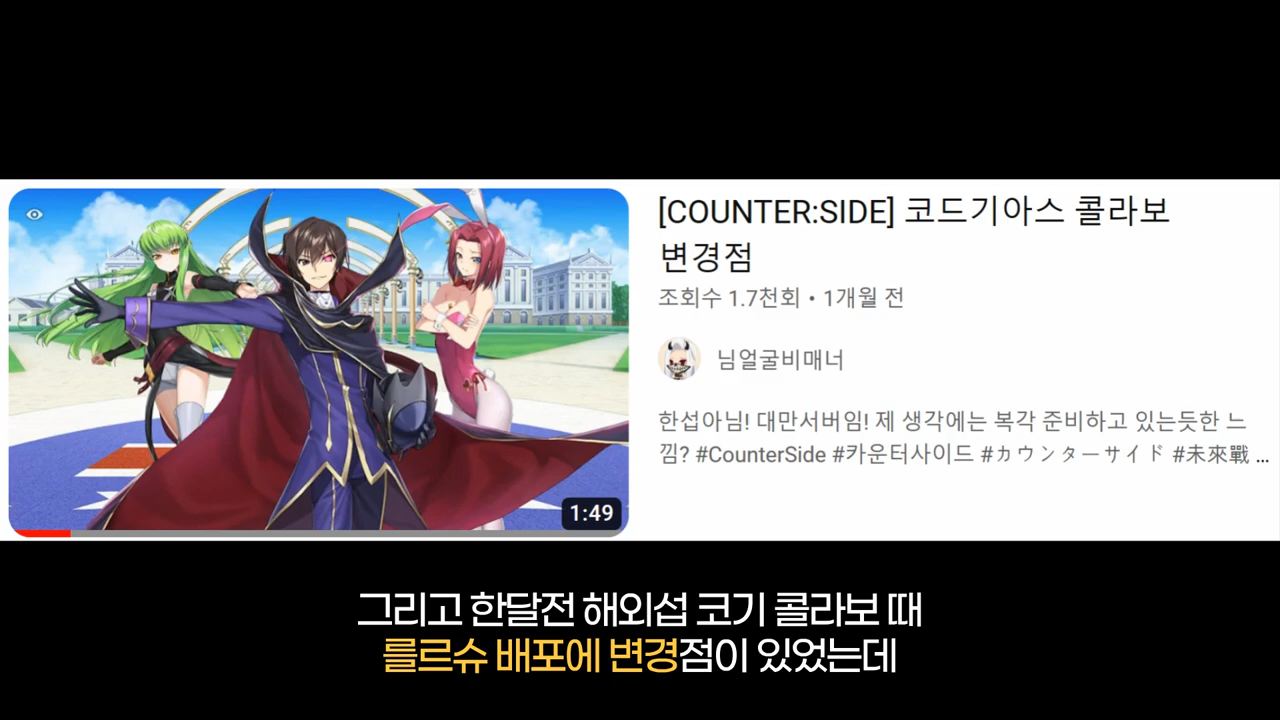 [COUNTER:SIDE] 코드기아스 콜라보
변경점
조회수 1.7천회 • 1개월 전
님얼굴비매너
한섭아님! 대만서버임! 제 생각에는 복각 준비하고 있는듯한 느
낌? #CounterSide #카운터사이드 #カウンターサイド #未來戰 ...
1:49
그리고 한달전 해외섭 코기 콜라보 때
를르슈 배포에 변경점이 있었는데